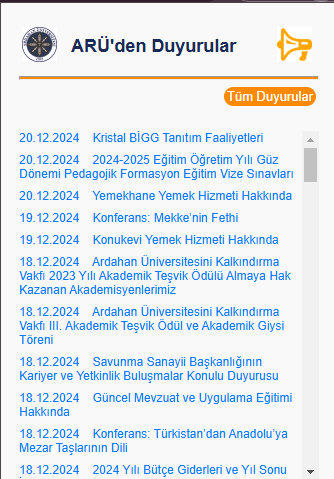 ARÜ'den Duyurular
Tüm Duyurular
20.12.2024 Kristal BİGG Tanıtım Faaliyetleri
20.12.2024 2024-2025 Eğitim Öğretim Yılı Güz
Dönemi Pedagojik Formasyon Eğitim Vize Sınavları
20.12.2024 Yemekhane Yemek Hizmeti Hakkında
19.12.2024 Konferans: Mekke’nin Fethi
19.12.2024 Konukevi Yemek Hizmeti Hakkında
18.12.2024 Ardahan Üniversitesini Kalkındırma
Vakfı 2023 Yılı Akademik Teşvik Ödülü Almaya Hak
Kazanan Akademisyenlerimiz
18.12.2024 Ardahan Üniversitesini Kalkındırma
Vakfı III. Akademik Teşvik Ödül ve Akademik Giysi
Töreni
18.12.2024 Savunma Sanayii Başkanlığının
Kariyer ve Yetkinlik Buluşmalar Konulu Duyurusu
18.12.2024 Güncel Mevzuat ve Uygulama Eğitimi
Hakkında
18.12.2024 Konferans: Türkistan’dan Anadolu’ya
Mezar Taşlarının Dili
18.12.2024 2024 Yılı Bütçe Giderleri ve Yıl Sonu